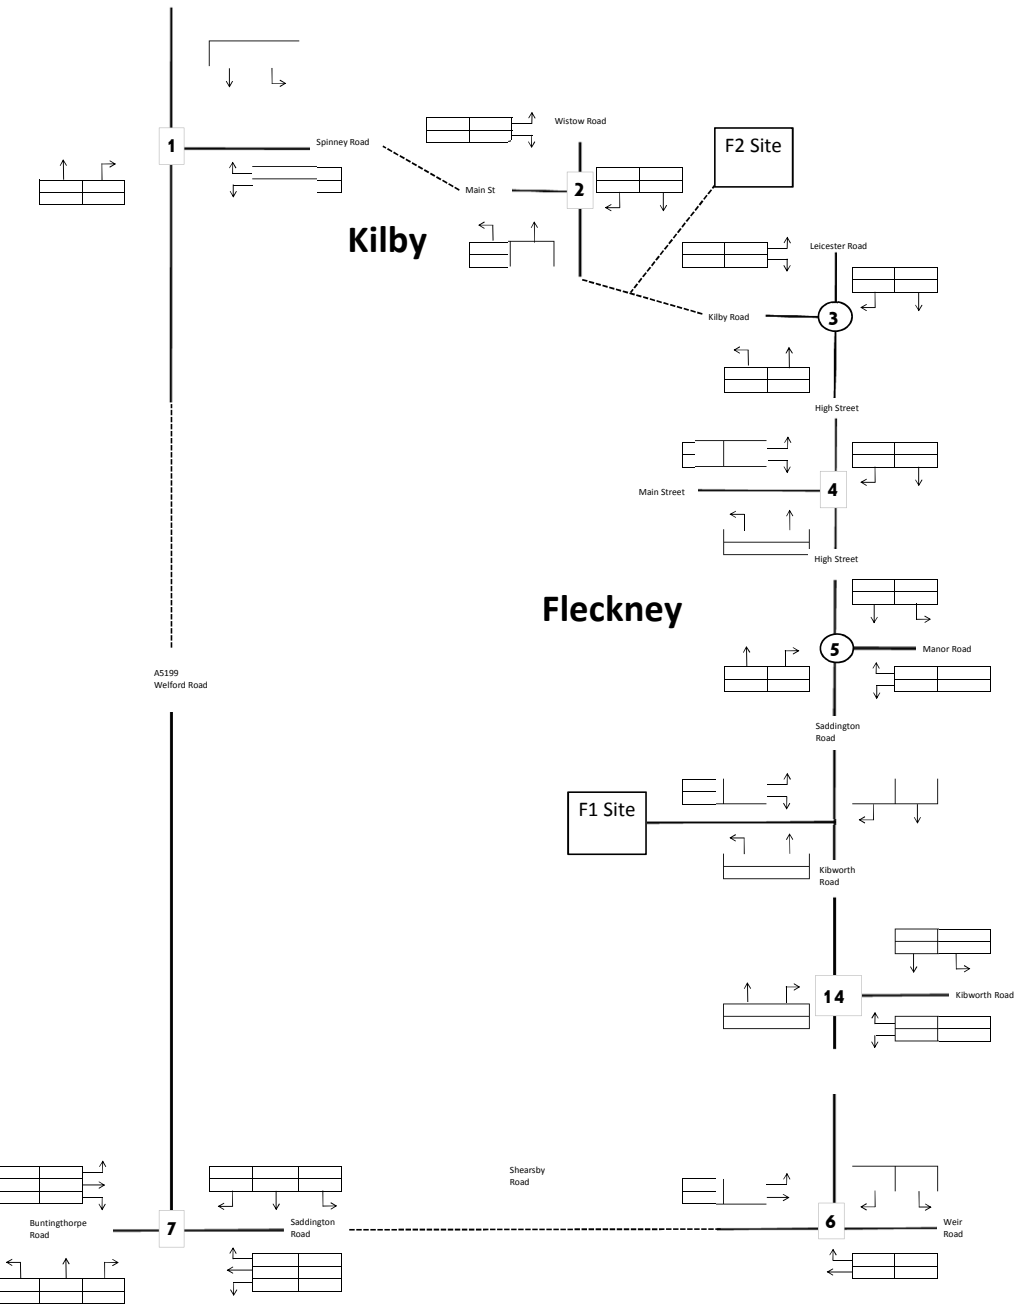 1
Spinney Road
Wistow Road
Main St
2
F2 Site
Kilby
Leicester Road
Kilby Road
3
High Street
Main Street
4
High Street
Fleckney
5
Manor Road
A5199
Welford Road
Saddington
Road
F1 Site
Kibworth
Road
14
Kibworth Road
Shearsby
Road
Buntingthorpe
Road
7
Saddington
Road
6
Weir
Road